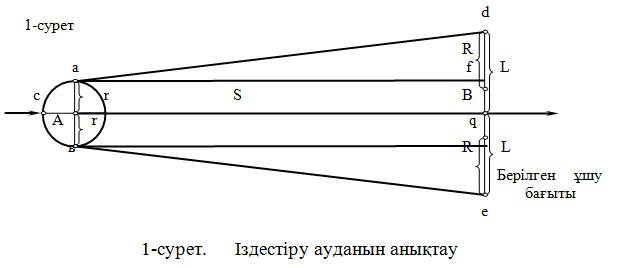 1-сурет
d
a
R
f
L
c
r
S
B
A
r
q
в
R
L
Берілген ұшу
бағыты
e
1-сурет. Іздестіру ауданын анықтау